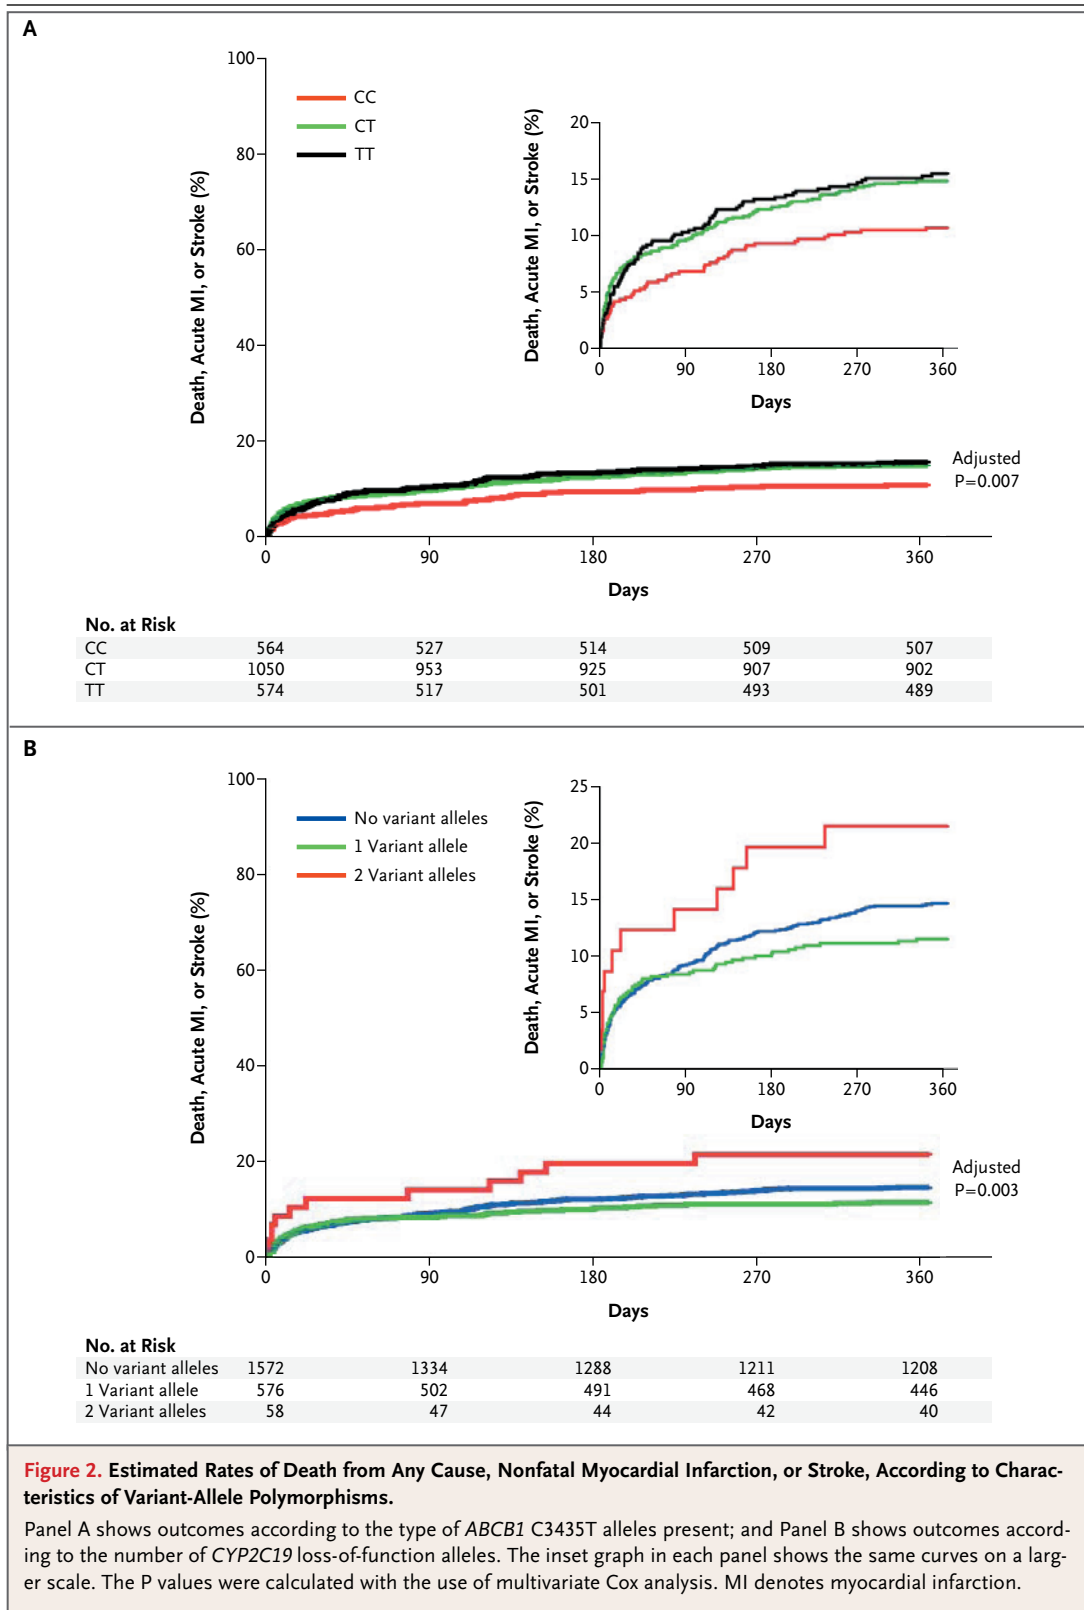 A
Death, Acute MI, or Stroke (%)
100
80
60
40
20
0
CC
CT
TT
Death, Acute MI, or Stroke (%)
20
15
10
5
0
0 90 180 270 360
Days
Adjusted
P=0.007
0 90 180 270 360
Days
No. at Risk
CC 564 527 514 509 507
CT 1050 953 925 907 902
TT 574 517 501 493 489
B
Death, Acute MI, or Stroke (%)
100
80
60
40
20
0
No variant alleles
1 Variant allele
2 Variant alleles
Death, Acute MI, or Stroke (%)
25
20
15
10
5
0
0 90 180 270 360
Days
Adjusted
P=0.003
0 90 180 270 360
Days
No. at Risk
No variant alleles 1572 1334 1288 1211 1208
1 Variant allele 576 502 491 468 446
2 Variant alleles 58 47 44 42 40
Figure 2. Estimated Rates of Death from Any Cause, Nonfatal Myocardial Infarction, or Stroke, According to Charac-
teristics of Variant-Allele Polymorphisms.
Panel A shows outcomes according to the type of ABCB1 C3435T alleles present; and Panel B shows outcomes accord-
ing to the number of CYP2C19 loss-of-function alleles. The inset graph in each panel shows the same curves on a larg-
er scale. The P values were calculated with the use of multivariate Cox analysis. MI denotes myocardial infarction.